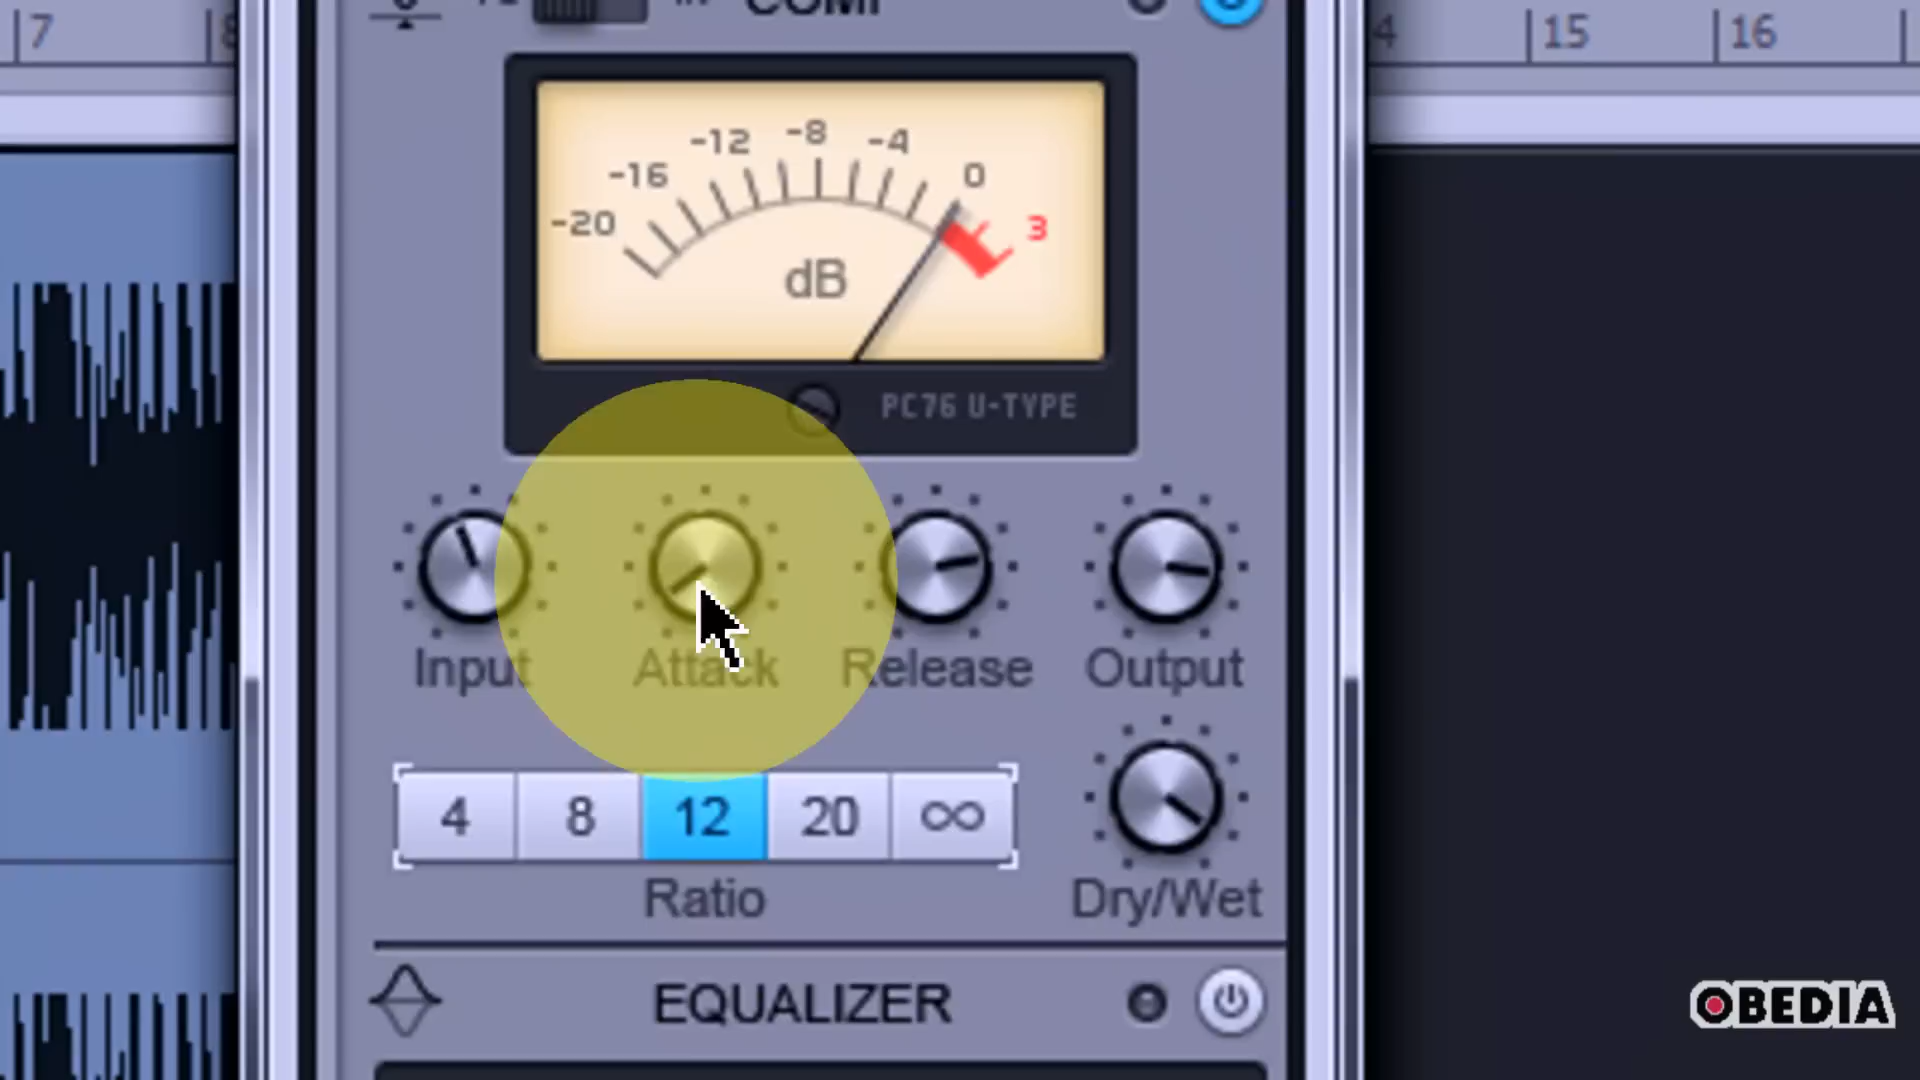 7 15 16
-20 -16 -12 -8 -4 0 3
dB
PC76 U-TYPE
Input Attack Release Output
4 8 12 20 ∞
Ratio Dry/Wet
EQUALIZER
OBEDIA